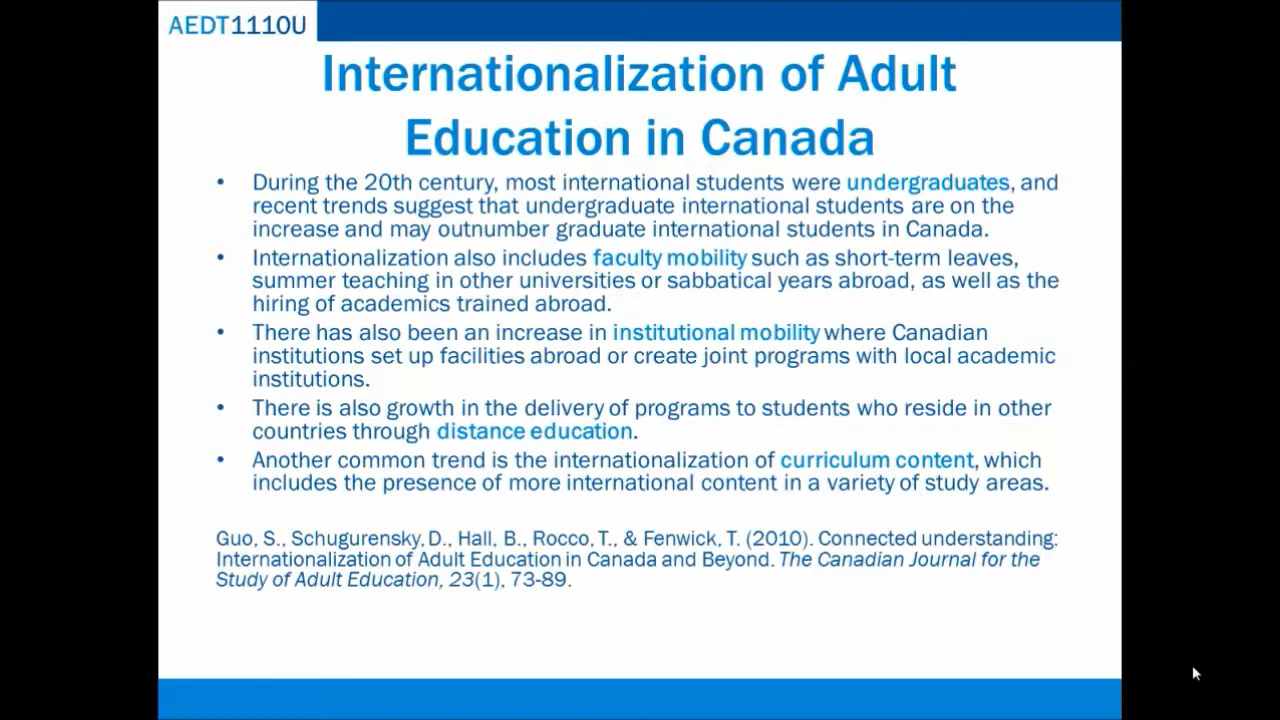 AEDT1110U
Internationalization of Adult
Education in Canada
• During the 20th century, most international students were undergraduates, and
recent trends suggest that undergraduate international students are on the
increase and may outnumber graduate international students in Canada.
• Internationalization also includes faculty mobility such as short-term leaves,
summer teaching in other universities or sabbatical years abroad, as well as the
hiring of academics trained abroad.
• There has also been an increase in institutional mobility where Canadian
institutions set up facilities abroad or create joint programs with local academic
institutions.
• There is also growth in the delivery of programs to students who reside in other
countries through distance education.
• Another common trend is the internationalization of curriculum content, which
includes the presence of more international content in a variety of study areas.
Guo, S., Schugurensky, D., Hall, B., Rocco, T., & Fenwick, T. (2010). Connected understanding:
Internationalization of Adult Education in Canada and Beyond. The Canadian Journal for the
Study of Adult Education, 23(1), 73-89.